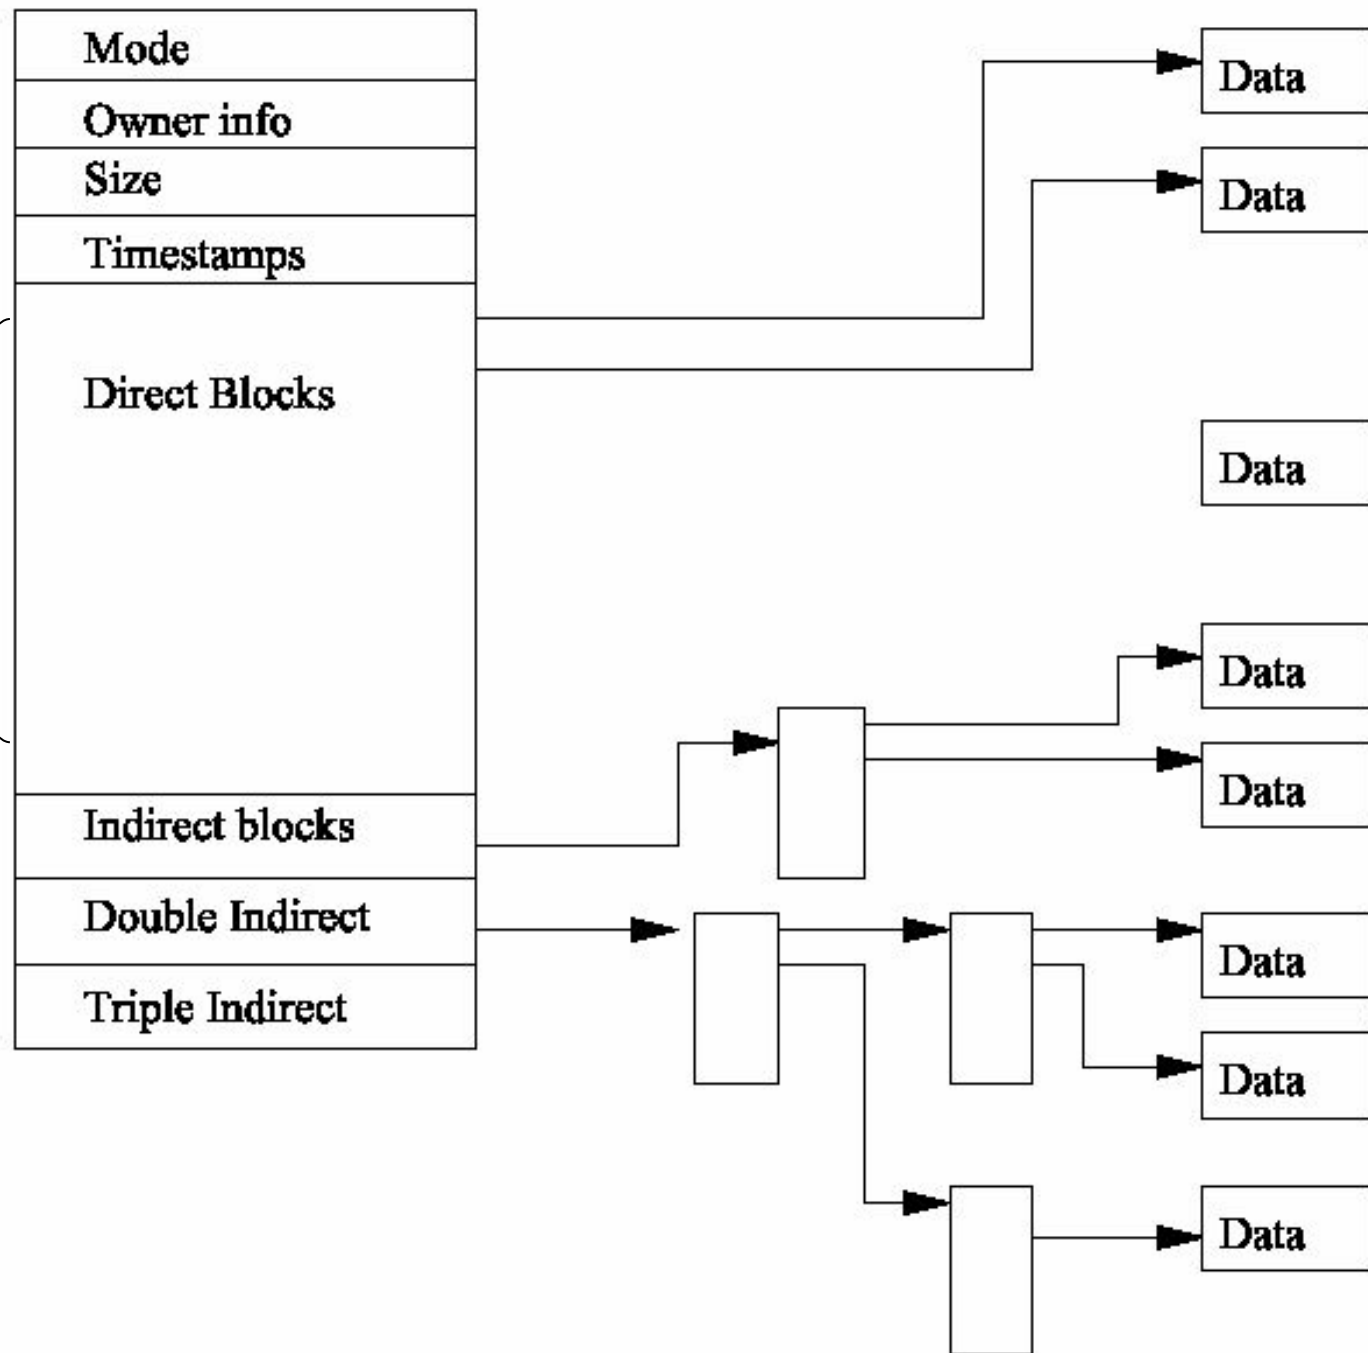 Mode
Owner info
Size
Timestamps
Direct Blocks
Indirect blocks
Double Indirect
Triple Indirect
Data
Data
Data
Data
Data
Data
Data
Data